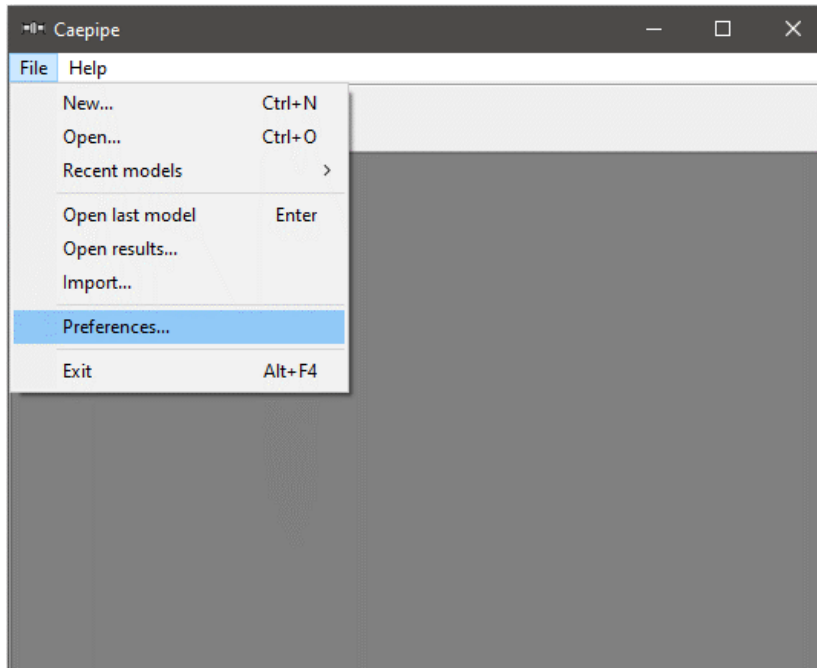 Caepipe
File Help
New... Ctrl+N
Open... Ctrl+O
Recent models
Open last model Enter
Open results...
Import...
Preferences...
Exit Alt+F4